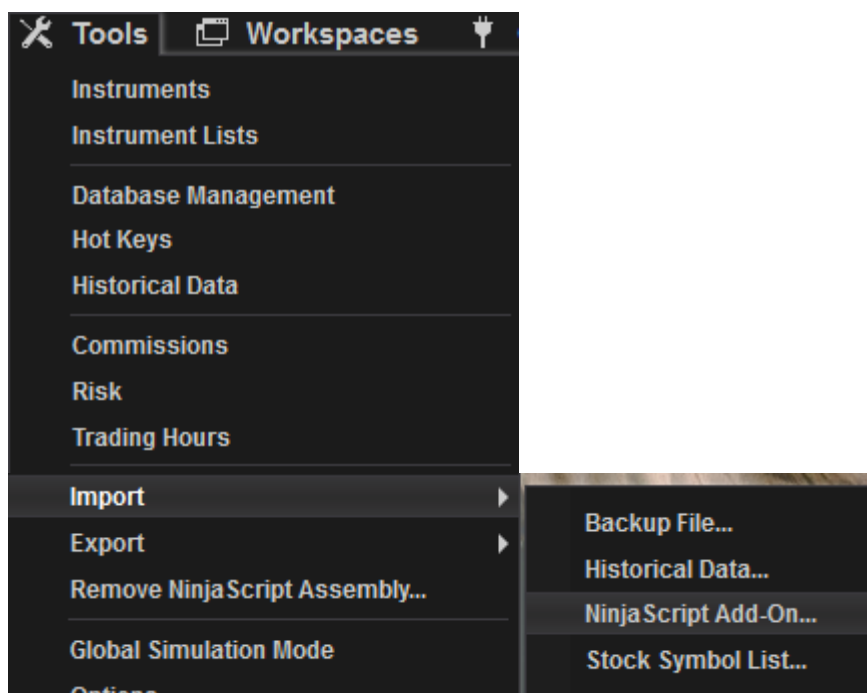 Tools Workspaces
Instruments
Instrument Lists
Database Management
Hot Keys
Historical Data
Commissions
Risk
Trading Hours
Import
Export
Remove NinjaScript Assembly...
Global Simulation Mode
Backup File...
Historical Data...
NinjaScript Add-On...
Stock Symbol List...